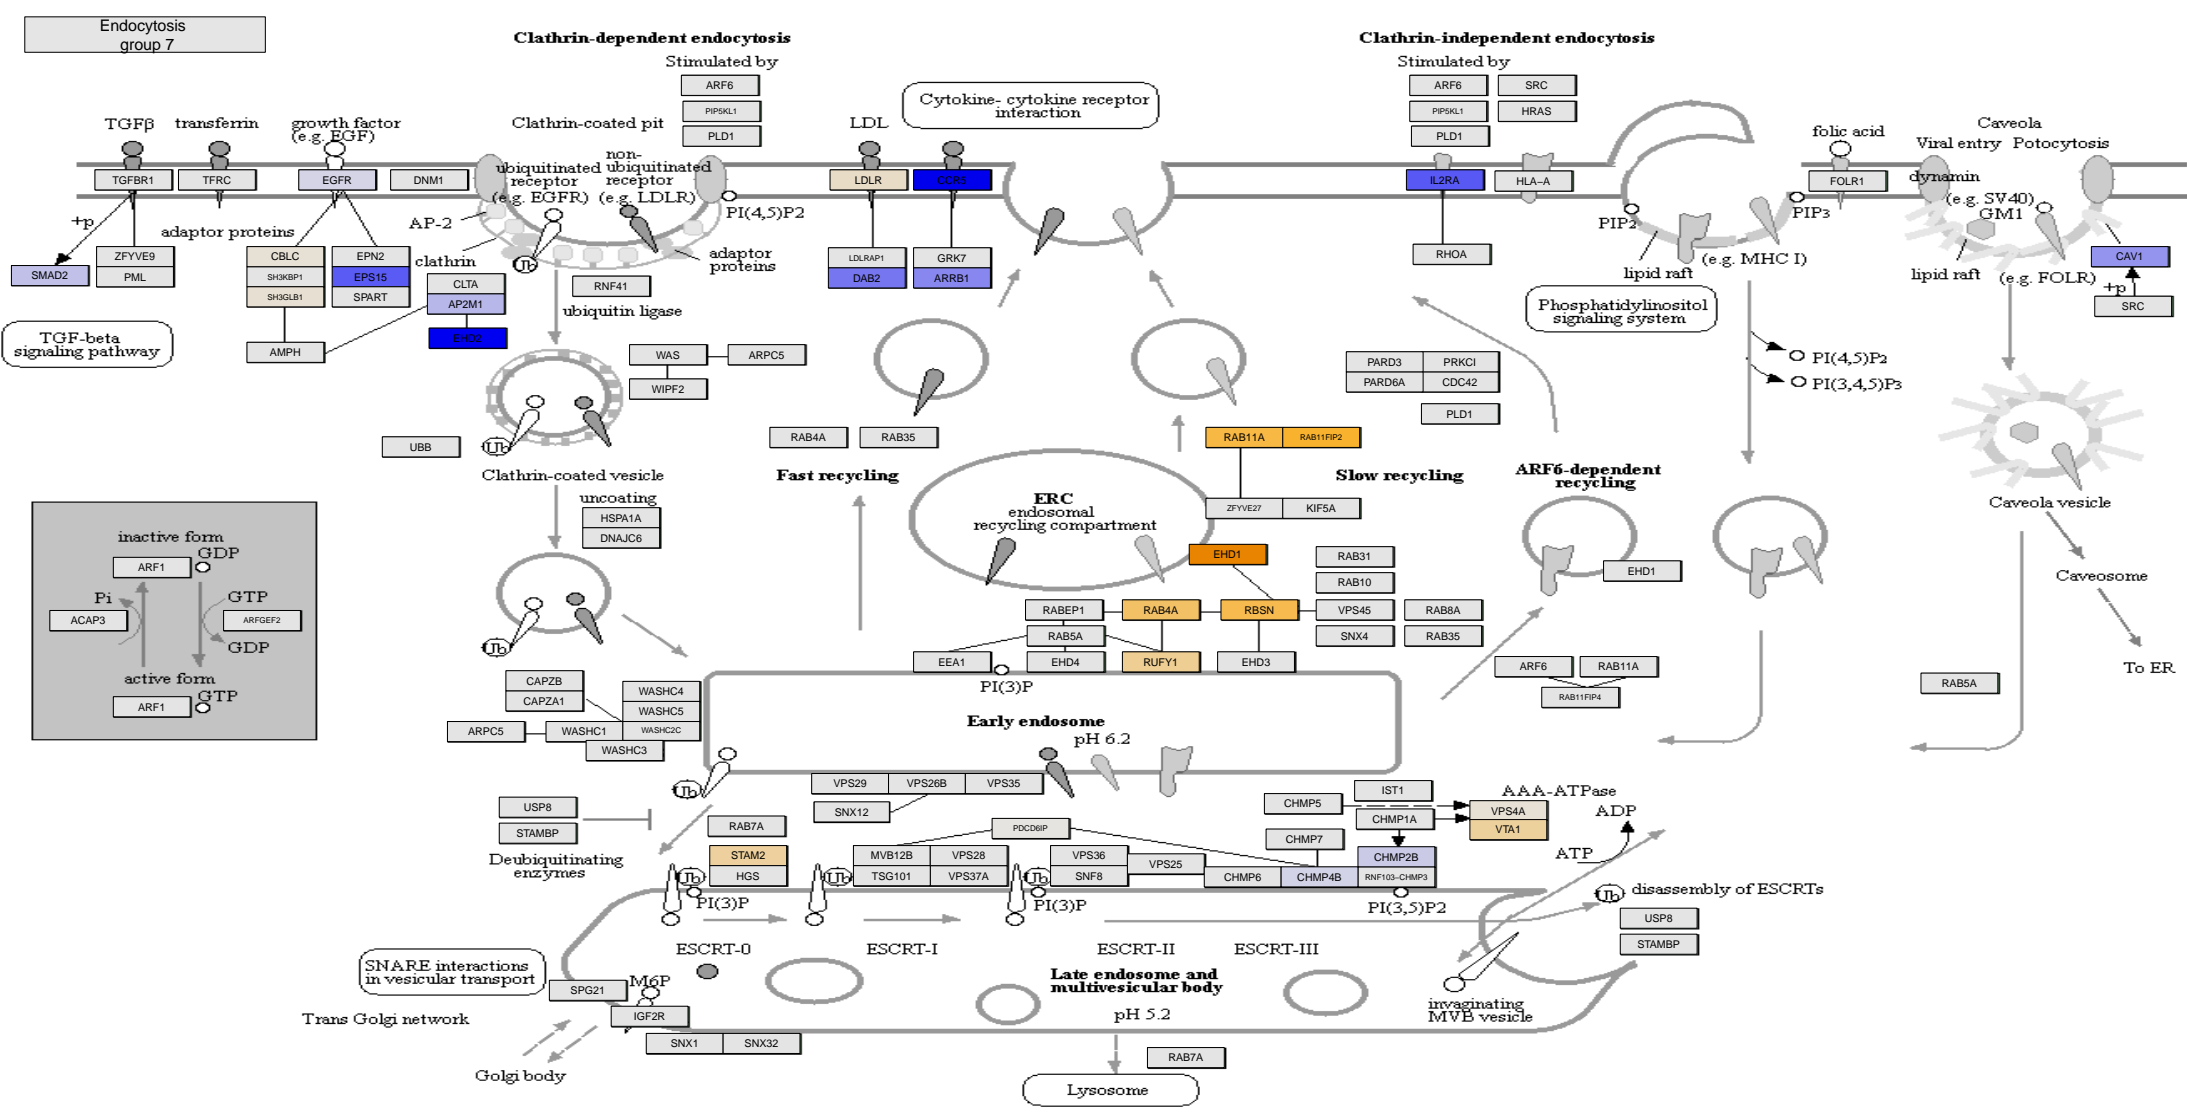 Endocytosis
group 7
Clathrin-dependent endocytosis
Stimulated by
ARF6
PIP5KL1
PLD1
Clathrin-independent endocytosis
Stimulated by
ARF6
SRC
PIP5KL1
HRAS
PLD1
Cytokine- cytokine receptor
interaction
TGFβ
transferrin
growth factor
(e.g. EGF)
Clathrin-coated pit
LDL
folic acid
Caveola
Viral entry
Potocytosis
TGFBR1
TFRC
EGFR
DNM1
ubiquitinated
receptor
(e.g. EGFR)
non-
ubiquitinated
receptor
(e.g. LDLR)
LDLR
CCR5
IL2RA
HLA-A
FOLR1
dynamin
(e.g. SV40)
GM1
+p
adaptor proteins
AP-2
PI(4,5)P2
PIP2
PIP3
SMAD2
ZFYVE9
PML
CBLC
SH3KBP1
SH3GLB1
EPN2
EPS15
SPART
clathrin
CLTA
AP2M1
EHD2
AMPH
Ub
RNF41
ubiquitin ligase
adaptor
proteins
LDLRAP1
DAB2
GRK7
ARRB1
RHOA
lipid raft
(e.g. MHC I)
lipid raft
(e.g. FOLR)
CAV1
+p
SRC
TGF-beta
signaling pathway
Phosphatidylinositol
signaling system
WAS
ARPC5
WIPF2
PARD3
PRKCI
PARD6A
CDC42
PLD1
PI(4,5)P2
PI(3,4,5)P3
UBB
Ub
Clathrin-coated vesicle
RAB4A
RAB35
Fast recycling
RAB11A
RAB11FIP2
Slow recycling
ARF6-dependent
recycling
uncoating
HSPA1A
DNAJC6
ERC
endosomal
recycling compartment
ZFYVE27
KIF5A
Caveola vesicle
inactive form
GDP
ARF1
Pi
GTP
ACAP3
ARFGEF2
GDP
active form
GTP
ARF1
EHD1
RAB31
RAB10
EHD1
Caveosome
Ub
RABEP1
RAB4A
RBSN
VPS45
RAB8A
RAB5A
SNX4
RAB35
EEA1
EHD4
RUFY1
EHD3
PI(3)P
ARF6
RAB11A
RAB11FIP4
RAB5A
To ER
CAPZB
CAPZA1
WASHC4
WASHC5
ARPC5
WASHC1
WASHC2C
WASHC3
Early endosome
pH 6.2
Ub
VPS29
VPS26B
VPS35
SNX12
USP8
STAMBP
Deubiquitinating
enzymes
RAB7A
PDCD6IP
CHMP5
IST1
CHMP1A
AAA-ATPase
VPS4A
VTA1
ADP
ATP
CHMP7
STAM2
HGS
MVB12B
VPS28
TSG101
VPS37A
VPS36
SNF8
VPS25
CHMP6
CHMP4B
CHMP2B
RNF103-CHMP3
Ub
Ub
Ub
Ub
disassembly of ESCRTs
PI(3)P
PI(3)P
PI(3,5)P2
USP8
STAMBP
ESCRT-0
ESCRT-I
ESCRT-II
ESCRT-III
SNARE interactions
in vesicular transport
M6P
SPG21
IGF2R
Late endosome and
multivesicular body
pH 5.2
invaginating
MVB vesicle
Trans Golgi network
SNX1
SNX32
RAB7A
Golgi body
Lysosome